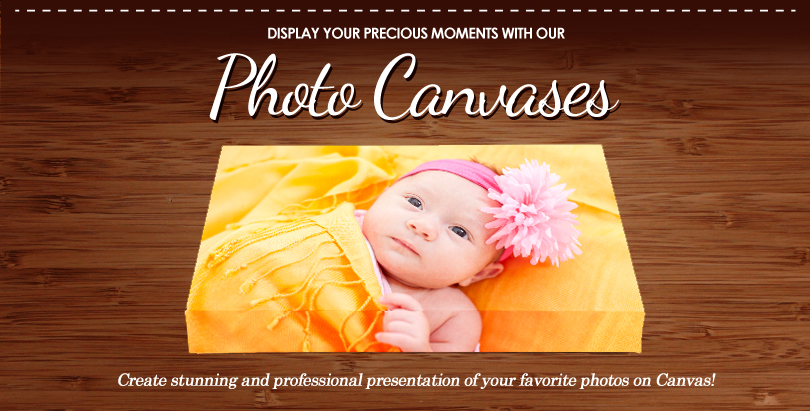 DISPLAY YOUR PRECIOUS MOMENTS WITH OUR
Photo Canvases
Create stunning and professional presentation of your favorite photos on Canvas!